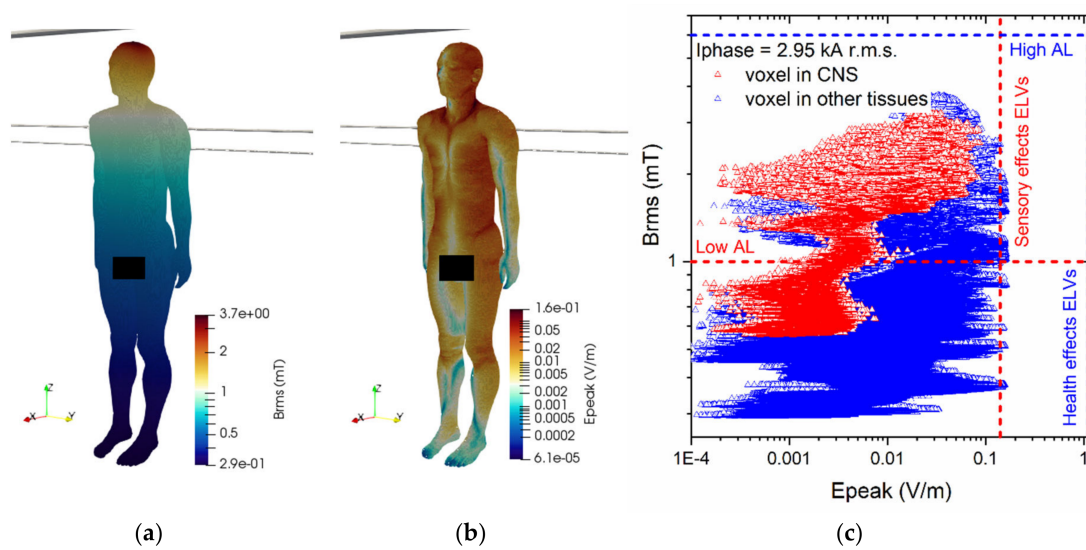 Z
X
Y
3.7e+00
2
1
0.5
2.9e-01
Brms (mT)
Z
X
Y
1.6e-01
0.05
0.02
0.01
0.005
0.002
0.001
0.0005
0.0002
6.1e-05
Epeak (V/m)
Iphase = 2.95 kA r.m.s.
voxel in CNS
voxel in other tissues
High AL
Sensory effects ELVs
Low AL
Health effects ELVs
Brms (mT)
1
1E-4
0.001
0.01
0.1
1
Epeak (V/m)
(a)
(b)
(c)